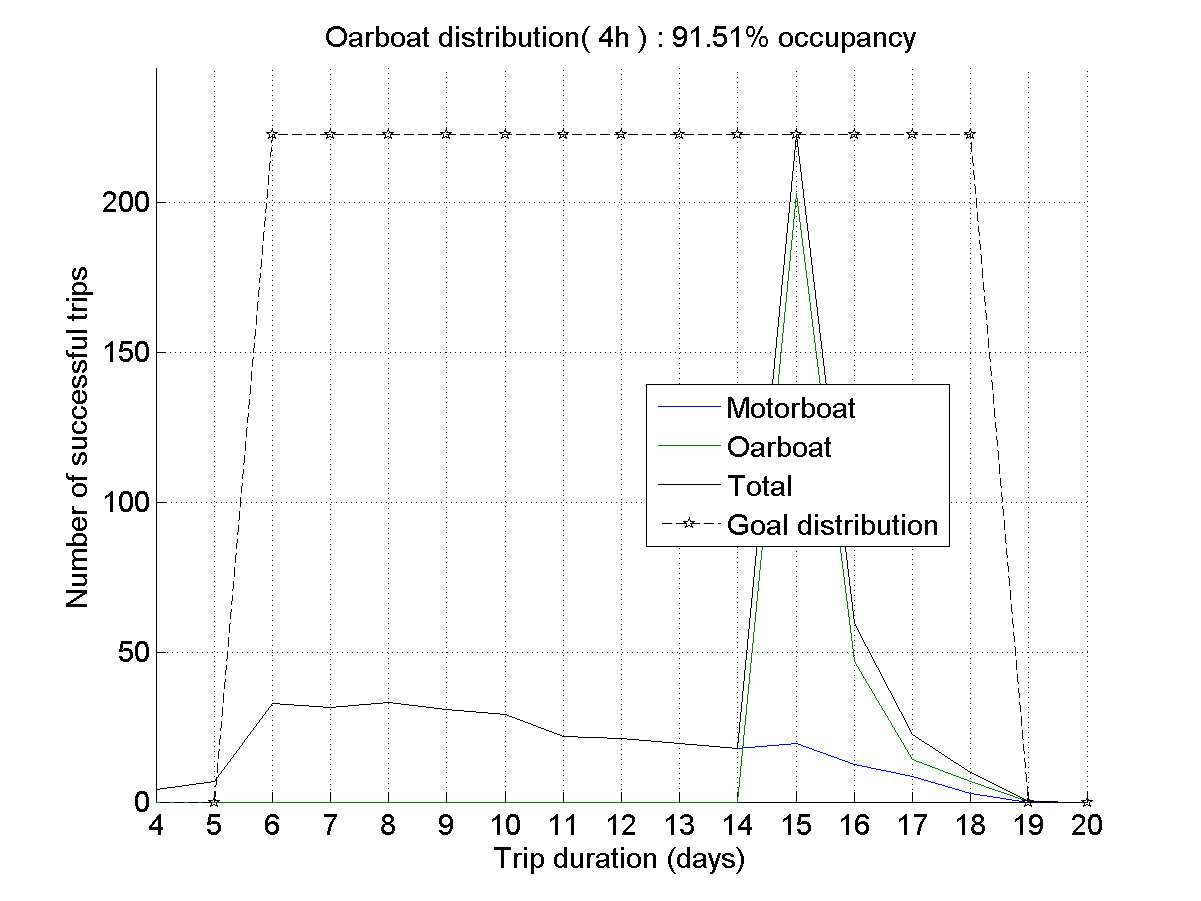 Oarboat distribution( 4h ) : 91.51% occupancy
Number of successful trips
200
150
100
50
0
Motorboat
Oarboat
Total
Goal distribution
4 5 6 7 8 9 10 11 12 13 14 15 16 17 18 19 20
Trip duration (days)